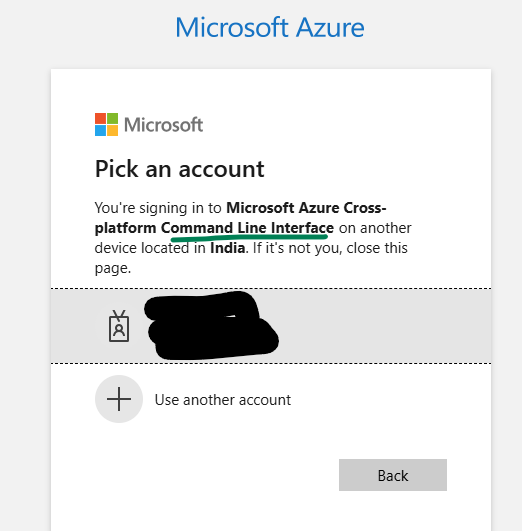 Microsoft Azure
Microsoft
Pick an account
You're signing in to Microsoft Azure Cross-
platform Command Line Interface on another
device located in India. If it's not you, close this
page.
Use another account
Back